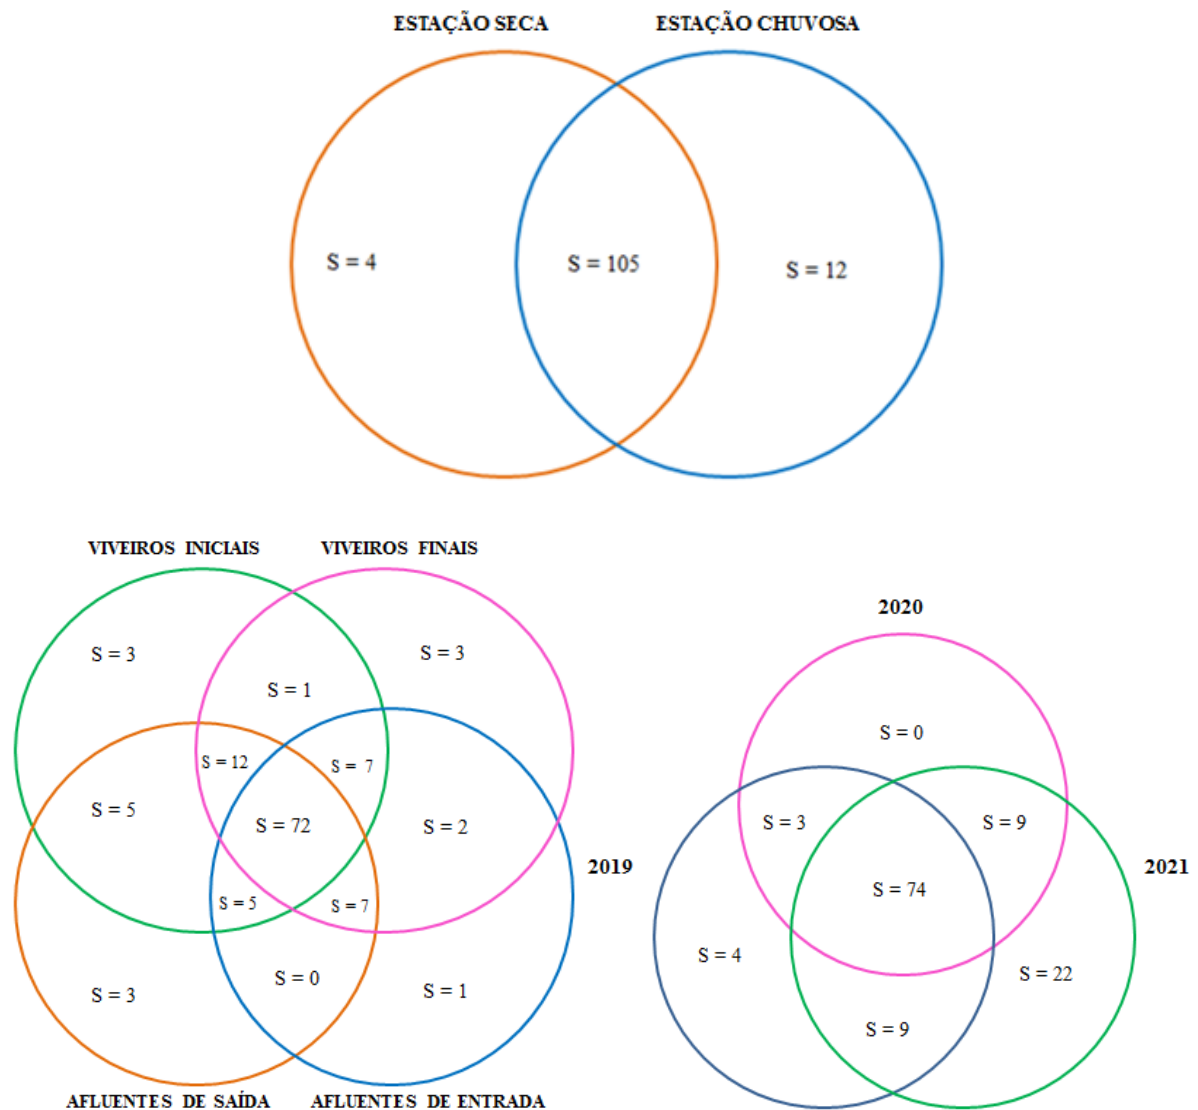 ESTAÇÃO SECA
ESTAÇÃO CHUVOSA
S = 4
S = 105
S = 12
VIVEIROS INICIAIS
VIVEIROS FINAIS
S = 3
S = 3
S = 1
S = 12
S = 7
S = 5
S = 72
S = 2
S = 5
S = 7
S = 0
S = 3
S = 1
AFLUENTES DE SAÍDA
AFLUENTES DE ENTRADA
2020
S = 0
S = 3
S = 9
2019
2021
S = 74
S = 4
S = 22
S = 9